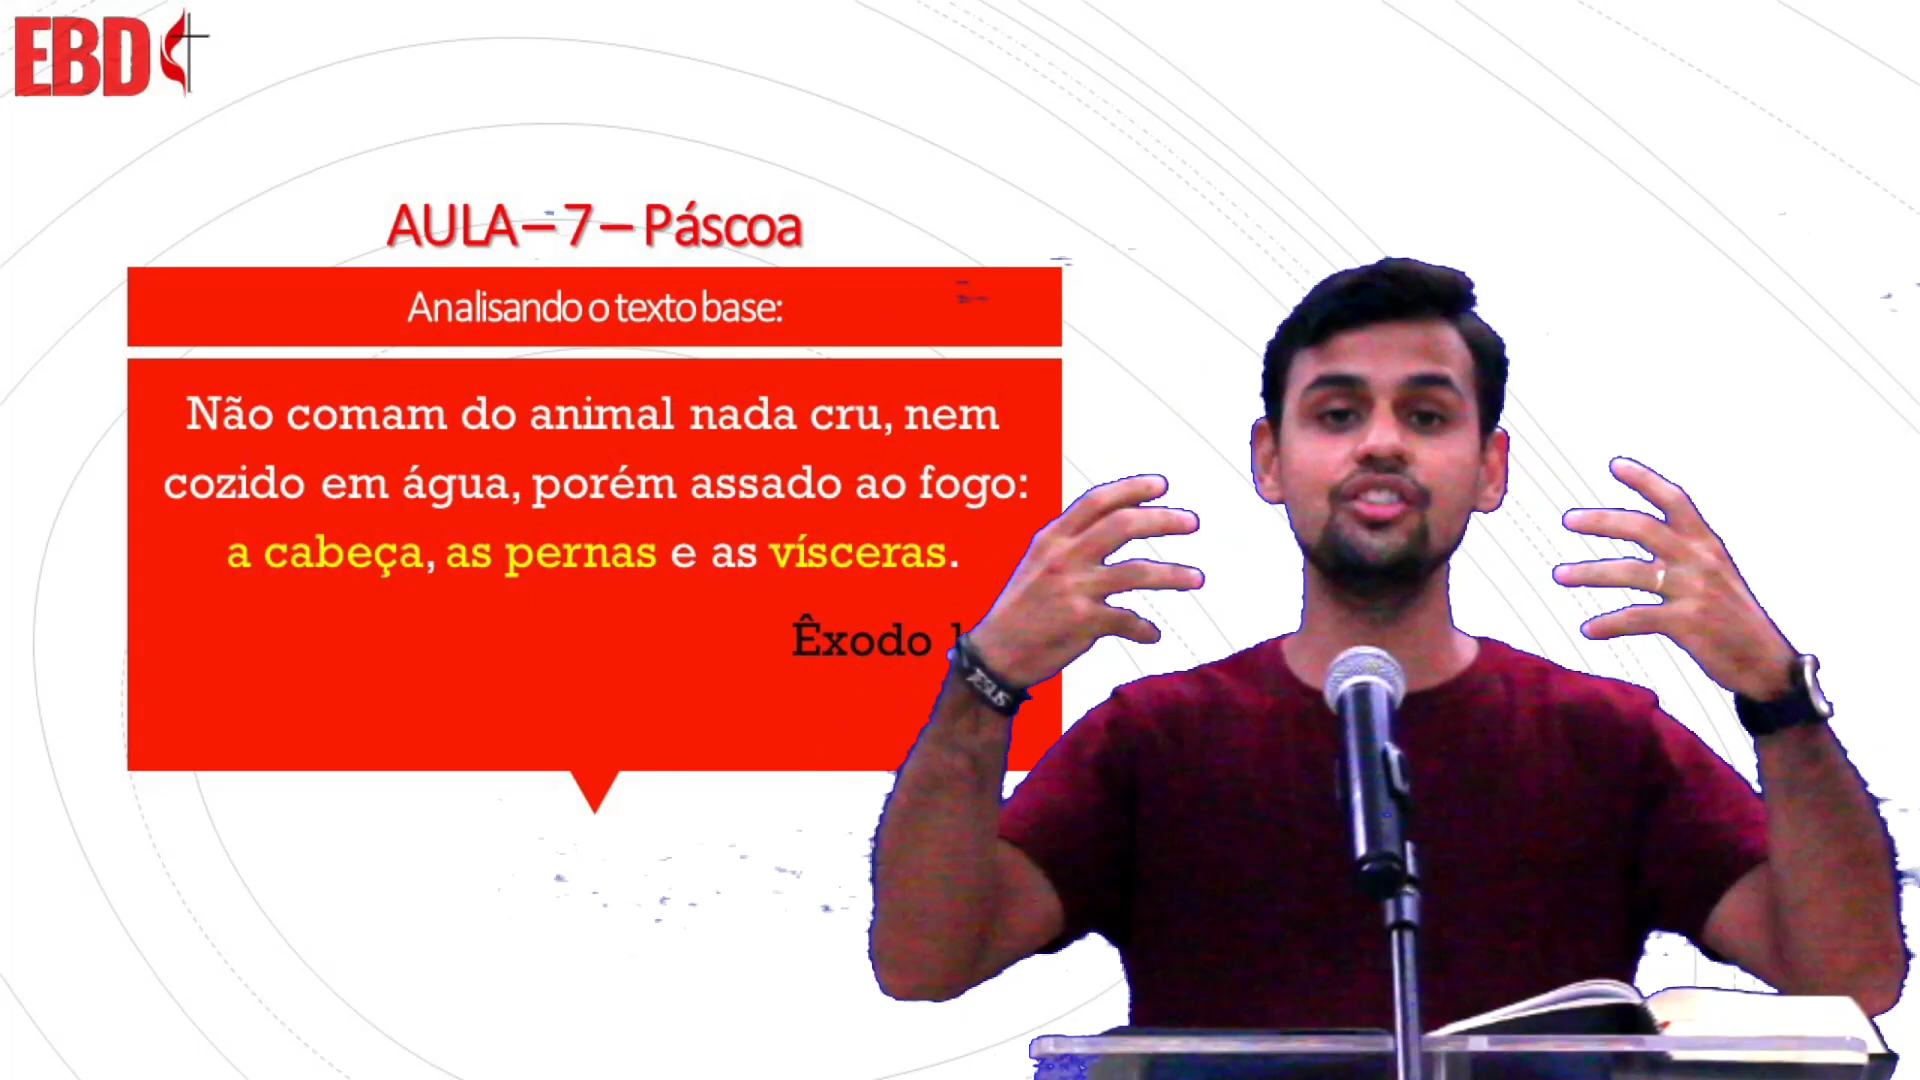 EBD
AULA – 7 – Páscoa
Analisando o texto base:
Não comam do animal nada cru, nem
cozido em água, porém assado ao fogo:
a cabeça, as pernas e as vísceras.
Êxodo
JESUS